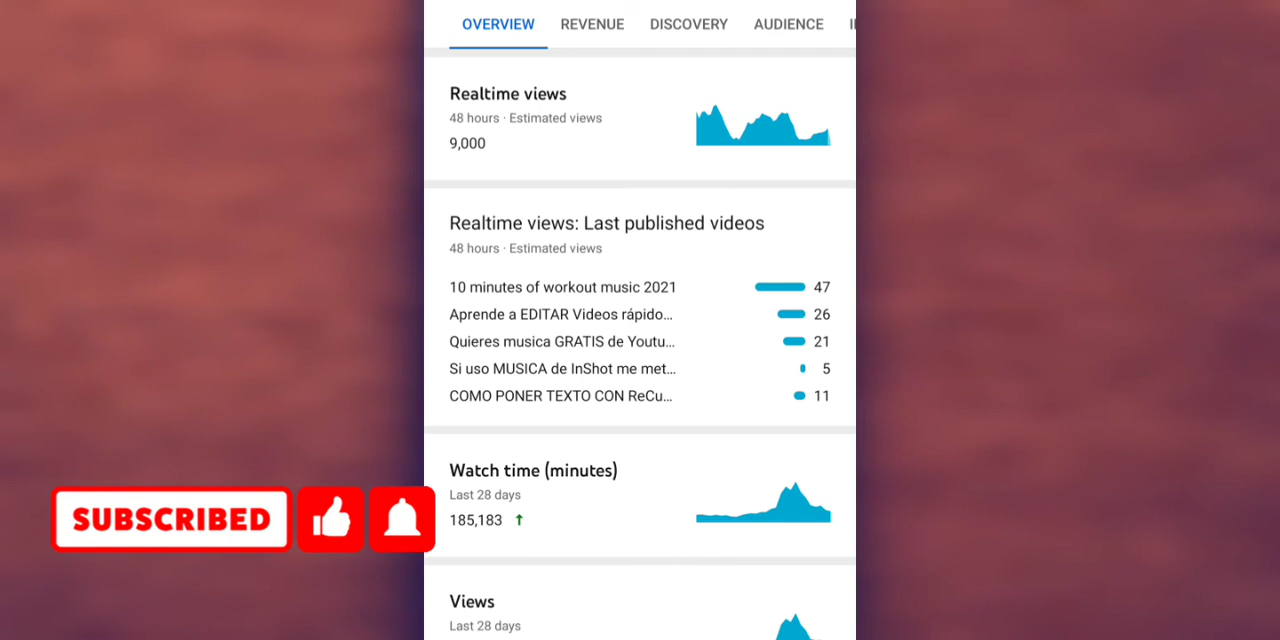 OVERVIEW REVENUE DISCOVERY AUDIENCE
Realtime views
48 hours · Estimated views
9,000
Realtime views: Last published videos
48 hours · Estimated views
10 minutes of workout music 2021 47
Aprende a EDITAR Videos rápido... 26
Quieres musica GRATIS de Youtu... 21
Si uso MUSICA de InShot me met... 5
COMO PONER TEXTO CON ReCu... 11
Watch time (minutes)
Last 28 days
185,183
SUBSCRIBED
Views
Last 28 days